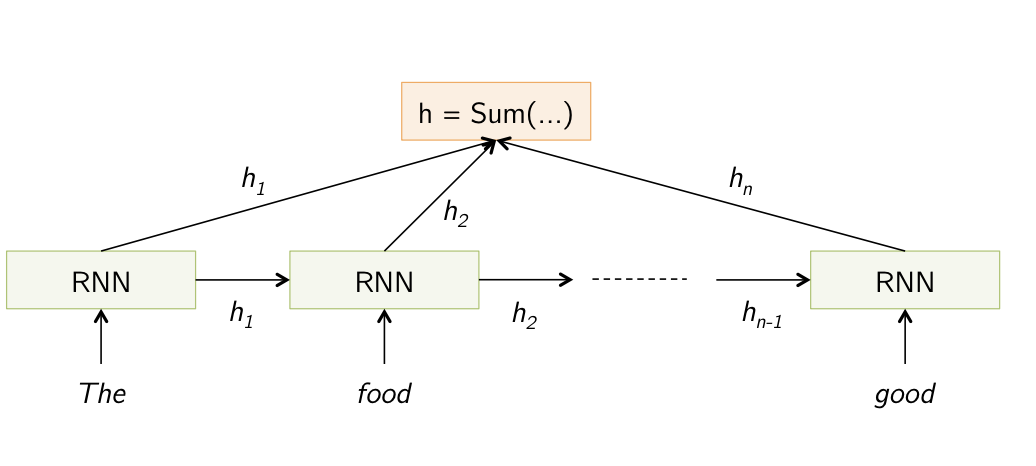 h = Sum(...)
h₁
h₂
hₙ
RNN
RNN
RNN
h₁
h₂
hₙ₋₁
The
food
good